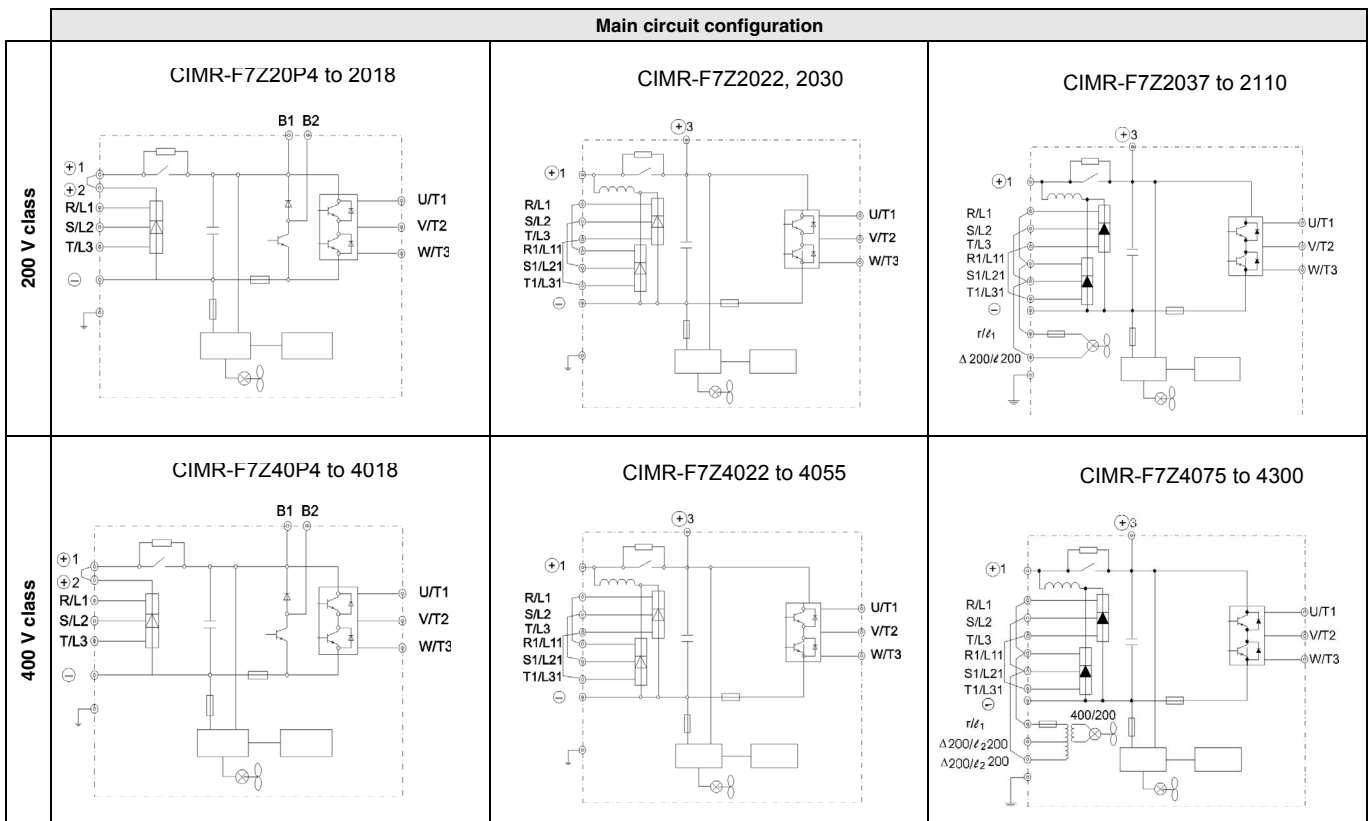 Main circuit configuration
200 V class
CIMR-F7Z20P4 to 2018
B1 B2
⊕1
⊕2
R/L1
S/L2
T/L3
⊖
U/T1
V/T2
W/T3
CIMR-F7Z2022, 2030
⊕3
⊕1
R/L1
S/L2
T/L3
R1/L11
S1/L21
T1/L31
⊖
U/T1
V/T2
W/T3
CIMR-F7Z2037 to 2110
⊕3
⊕1
R/L1
S/L2
T/L3
R1/L11
S1/L21
T1/L31
⊖
r/ℓ1
Δ200/ℓ200
U/T1
V/T2
W/T3
400 V class
CIMR-F7Z40P4 to 4018
B1 B2
⊕1
⊕2
R/L1
S/L2
T/L3
⊖
U/T1
V/T2
W/T3
CIMR-F7Z4022 to 4055
⊕3
⊕1
R/L1
S/L2
T/L3
R1/L11
S1/L21
T1/L31
⊖
U/T1
V/T2
W/T3
CIMR-F7Z4075 to 4300
⊕3
⊕1
R/L1
S/L2
T/L3
R1/L11
S1/L21
T1/L31
⊖
r/ℓ1
Δ200/ℓ2200
Δ200/ℓ2 200
400/200
U/T1
V/T2
W/T3